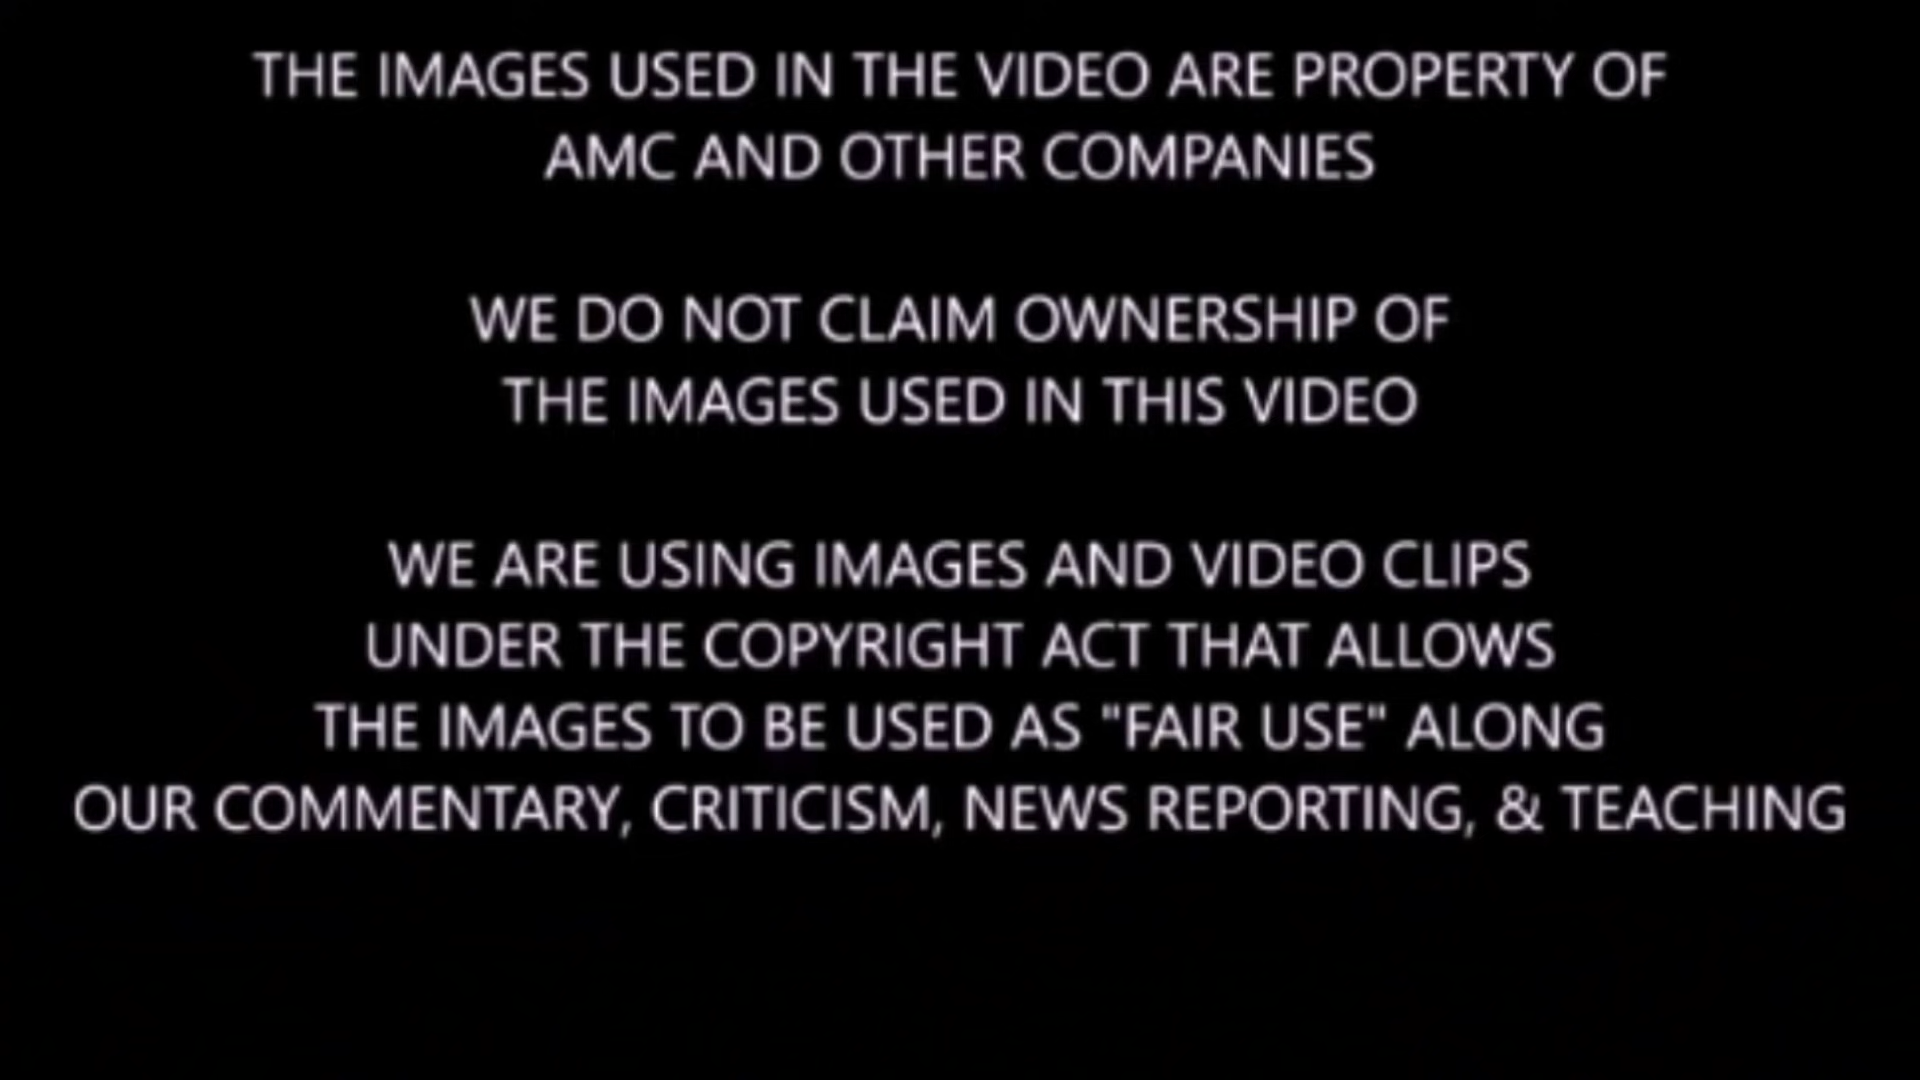 THE IMAGES USED IN THE VIDEO ARE PROPERTY OF
AMC AND OTHER COMPANIES
WE DO NOT CLAIM OWNERSHIP OF
THE IMAGES USED IN THIS VIDEO
WE ARE USING IMAGES AND VIDEO CLIPS
UNDER THE COPYRIGHT ACT THAT ALLOWS
THE IMAGES TO BE USED AS "FAIR USE" ALONG
OUR COMMENTARY, CRITICISM, NEWS REPORTING, & TEACHING